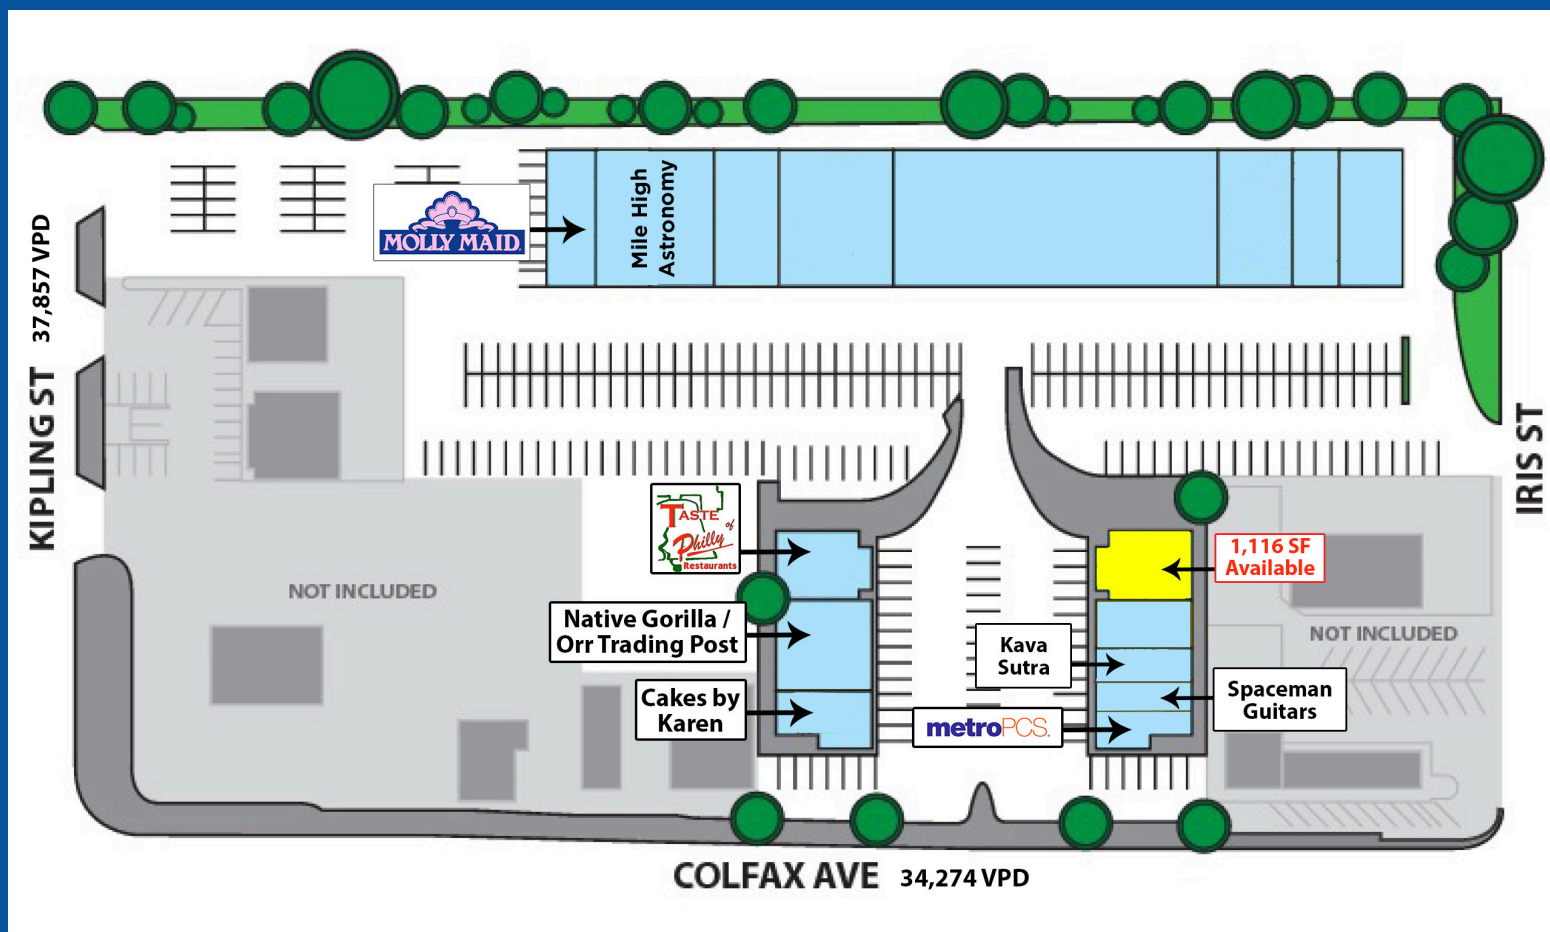 37,857 VPD
KIPLING ST
MOLLY MAID
Mile High
Astronomy
IRIS ST
TASTE
of
Philly
Restaurants
1,116 SF
Available
NOT INCLUDED
Native Gorilla /
Orr Trading Post
Kava
Sutra
NOT INCLUDED
Cakes by
Karen
Spaceman
Guitars
metroPCS.
COLFAX AVE 34,274 VPD